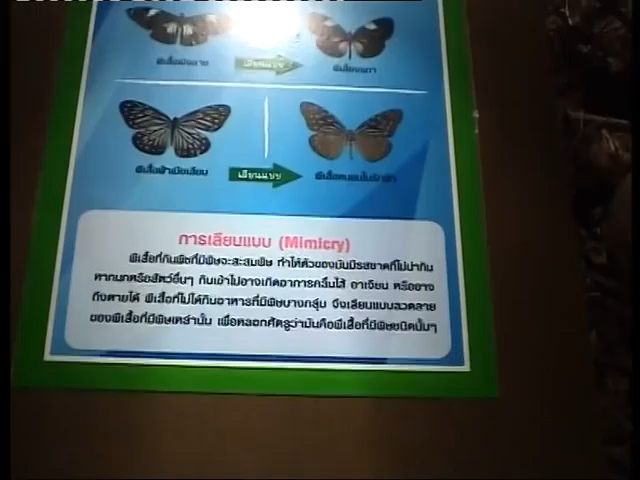 เลียนแบบ
เลียนแบบ
การเลียนแบบ (Mimicry)
ผีเสื้อที่กินพืชที่มีพิษจะสะสมพิษ ทำให้ตัวของมันมีรสชาติที่ไม่น่ากิน
หากนกหรือสัตว์อื่นๆ กินเข้าไปอาจเกิดอาการคลื่นไส้ อาเจียน หรืออาจ
ถึงตายได้ ผีเสื้อที่ไม่ได้กินอาหารที่มีพิษบางกลุ่ม จึงเลียนแบบลวดลาย
ของผีเสื้อที่มีพิษเหล่านั้น เพื่อหลอกศัตรูว่ามันคือผีเสื้อที่มีพิษชนิดนั้นๆ